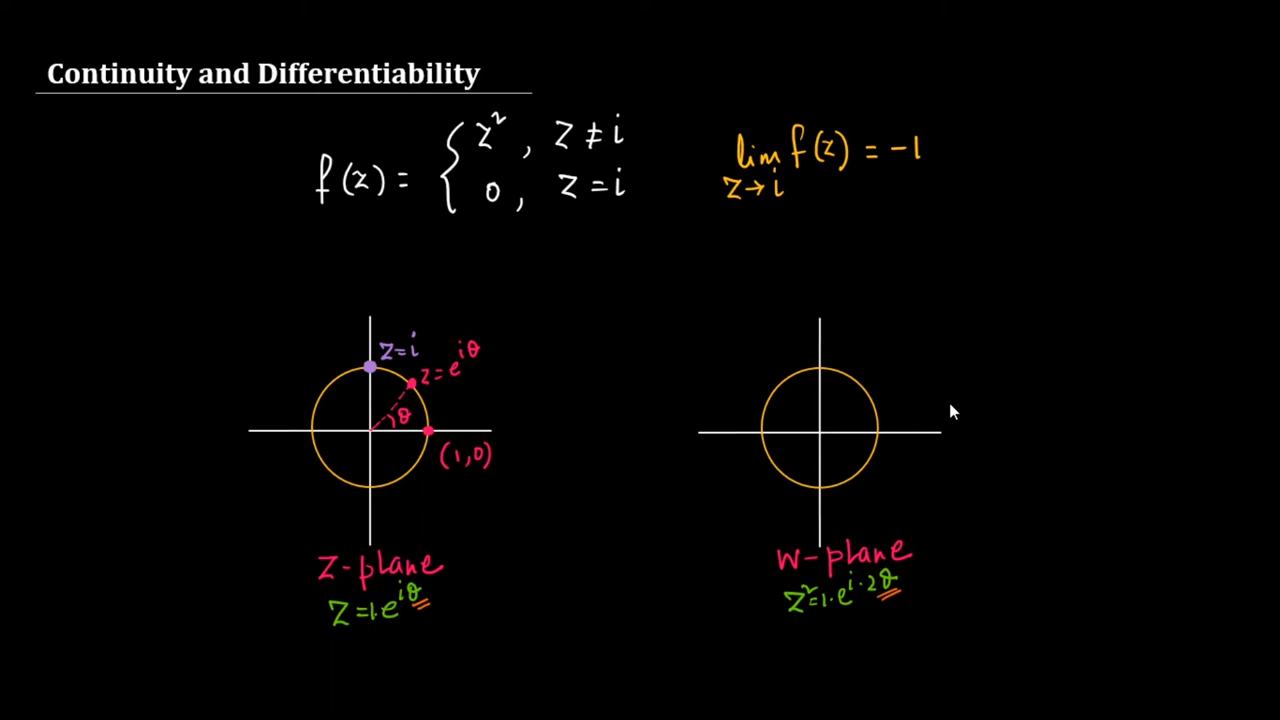 Continuity and Differentiability
f(z) = { z², z ≠ i
0, z = i
lim f(z) = -1
z→i
z=i
z=e^{iθ}
θ
(1,0)
z-plane
z=1.e^{iθ}
w-plane
z²=1.e^{i·2θ}